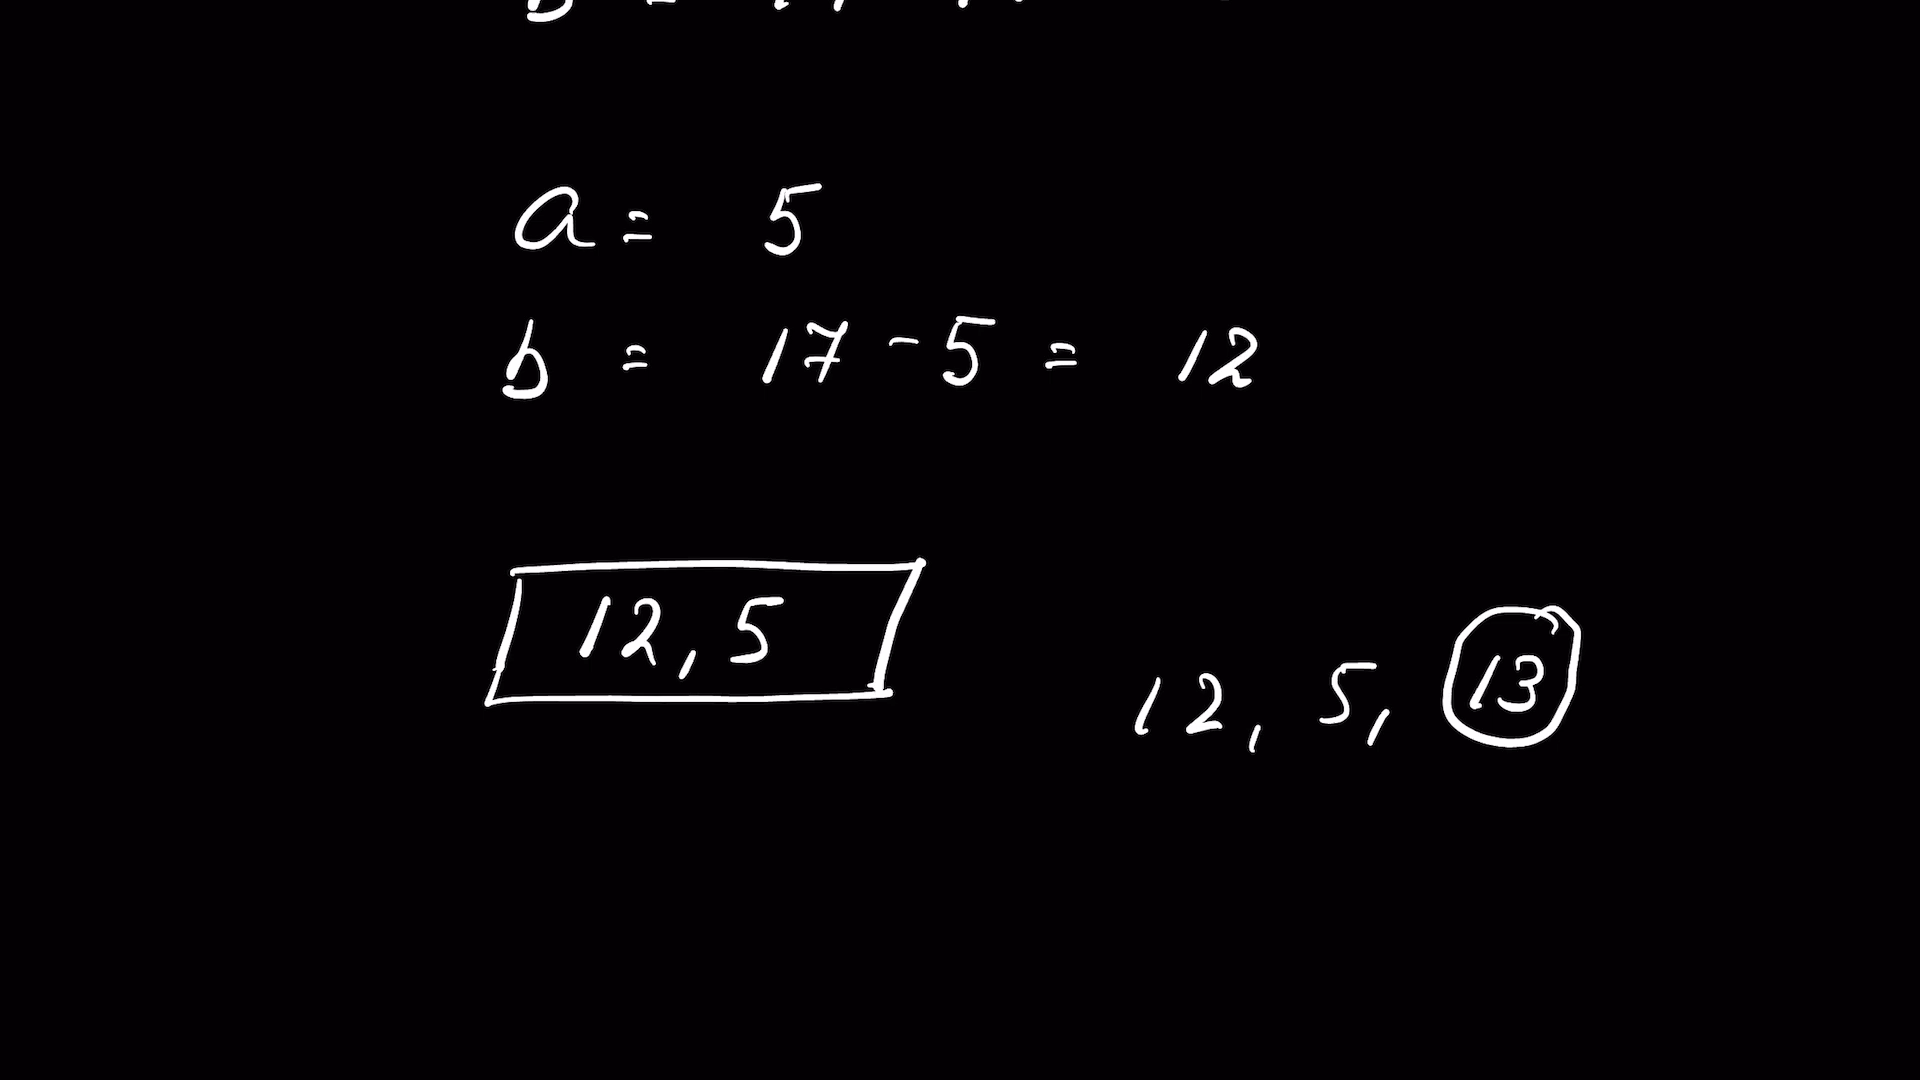 a = 5
b = 17 - 5 = 12
12, 5
12, 5, 13